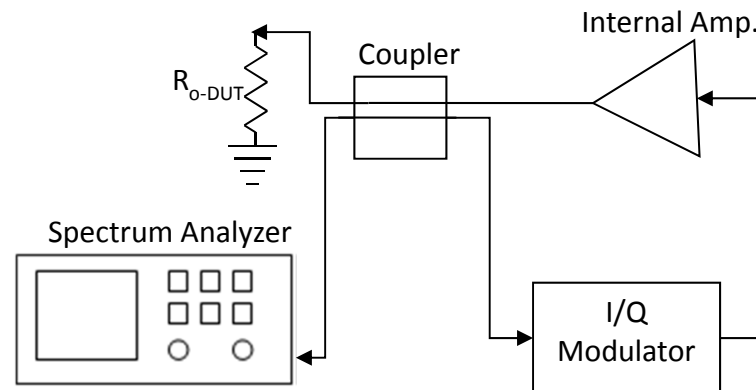 Internal Amp.
Coupler
Ro-DUT
Spectrum Analyzer
I/Q
Modulator